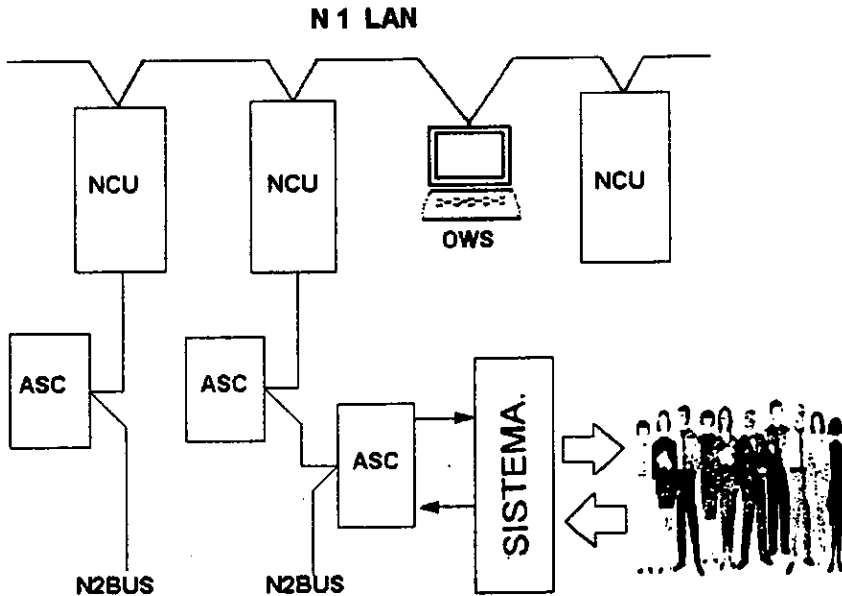 N 1 LAN
NCU
NCU
NCU
OWS
ASC
ASC
ASC
SISTEMA.
N2BUS
N2BUS